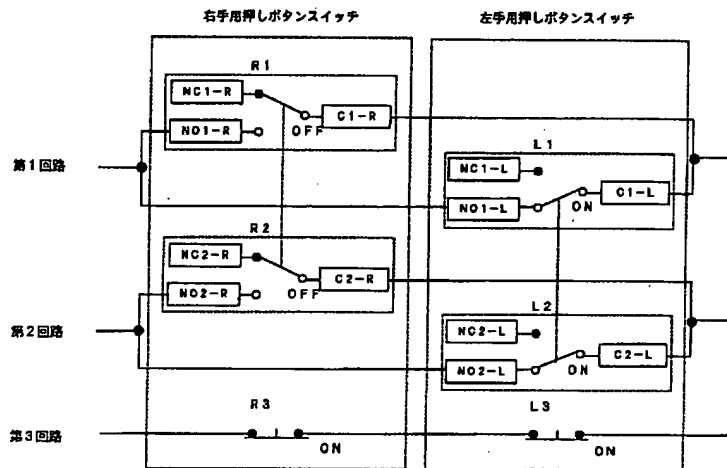 右手用押しボタンスイッチ
左手用押しボタンスイッチ
R1
NC1-R
NO1-R
OFF
C1-R
第1回路
L1
NC1-L
NO1-L
ON
C1-L
R2
NC2-R
NO2-R
OFF
C2-R
第2回路
L2
NC2-L
NO2-L
ON
C2-L
第3回路
R3
ON
L3
ON